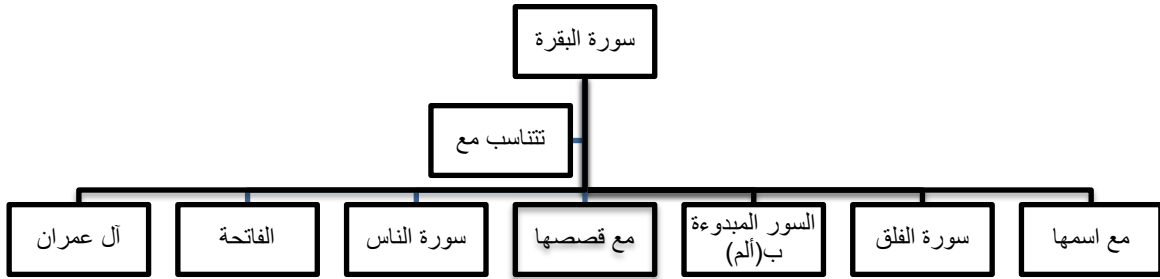 سورة البقرة
تتناسب مع
مع اسمها
سورة الفلق
السور المبدوءة
ب(ألم)
مع قصصها
سورة الناس
الفاتحة
آل عمران